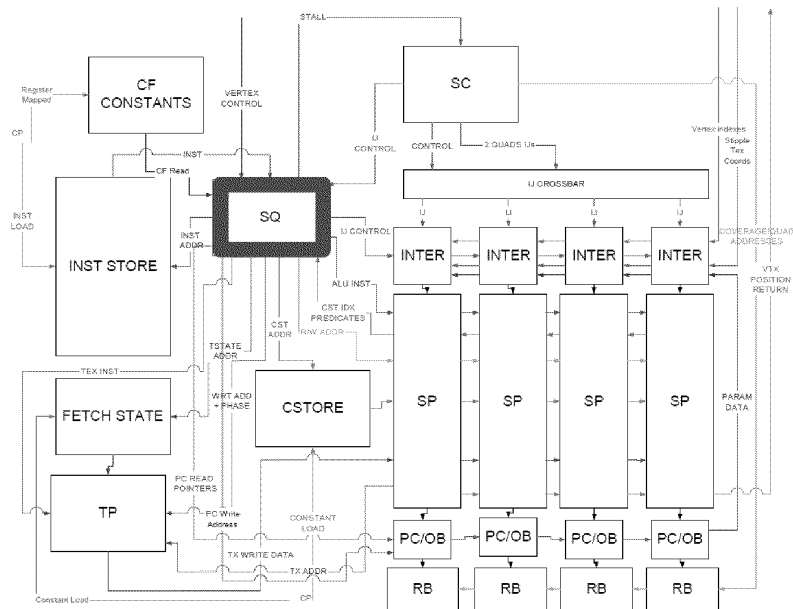 STALL
CF
CONSTANTS
SC
Register
Mapped
VERTEX
CONTROL
CP
INST
CF Read
IJ
CONTROL
CONTROL
2 QUADS IJs
Vertex indexes
Stipple
Tex
Coords
IJ CROSSBAR
INST
LOAD
INST STORE
INST
ADDR
SQ
IJ CONTROL
IJ
IJ
IJ
IJ
INTER
INTER
INTER
INTER
COVERAGE/QUAD
ADDRESSES
VTX
POSITION
RETURN
ALU INST
CST IDX
PREDICATES
CST
ADDR
R/W ADDR
TSTATE
ADDR
TEX INST
WRT ADD
+ PHASE
FETCH STATE
CSTORE
SP
SP
SP
SP
PARAM
DATA
PC READ
POINTERS
TP
PC Write
Address
CONSTANT
LOAD
PC/OB
PC/OB
PC/OB
PC/OB
TX WRITE DATA
TX ADDR
RB
RB
RB
RB
Constant Load
CP